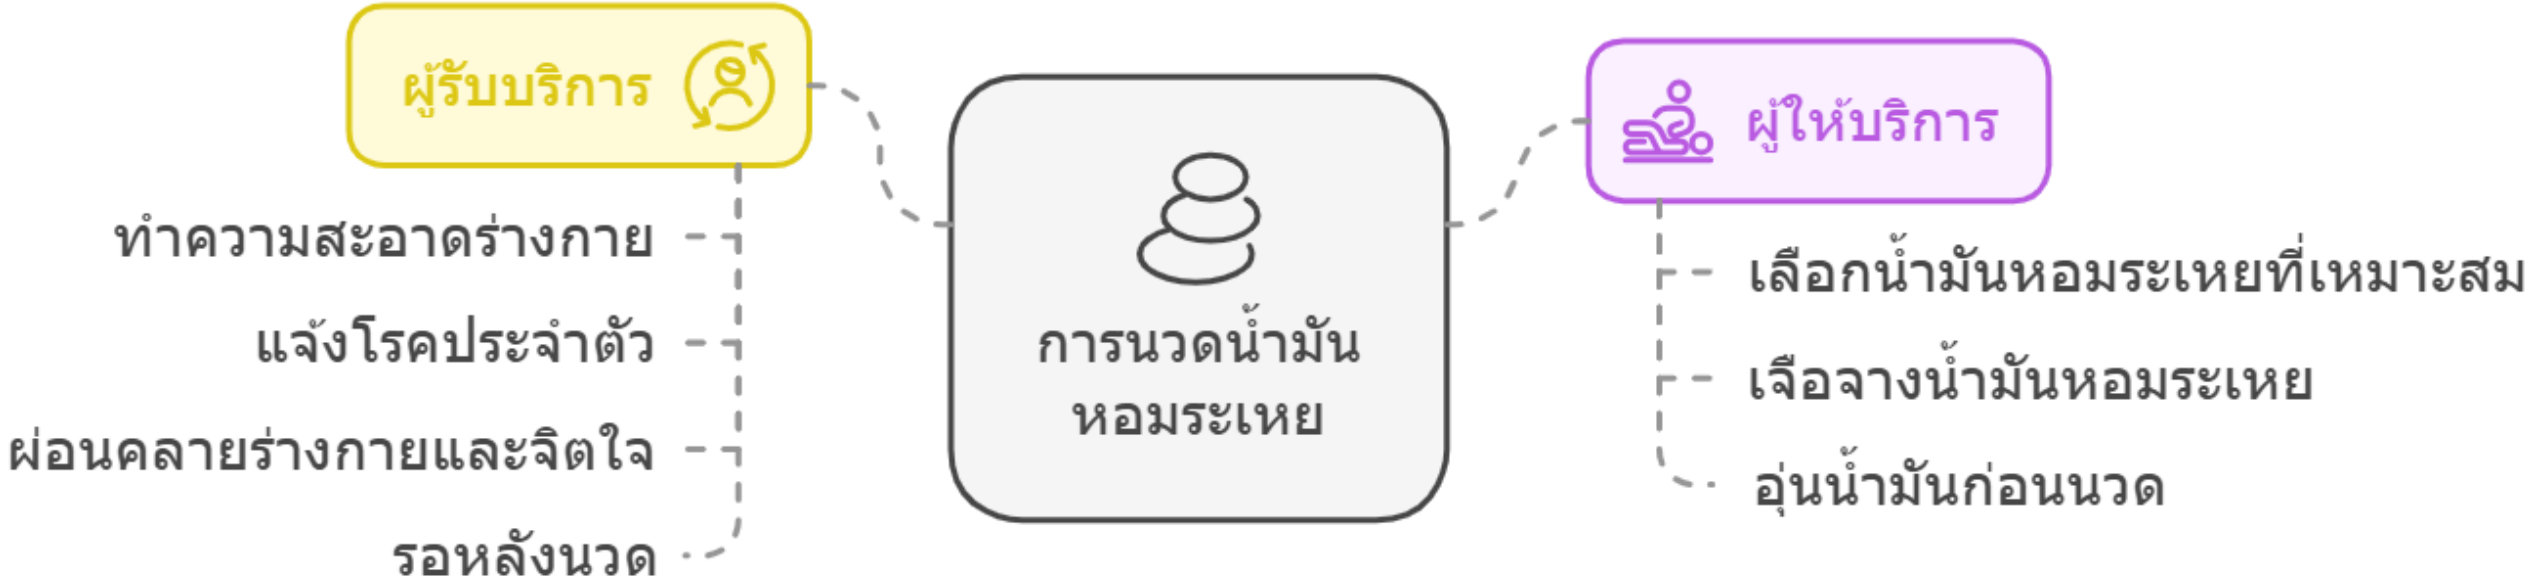 ผู้รับบริการ
ทำความสะอาดร่างกาย
แจ้งโรคประจำตัว
ผ่อนคลายร่างกายและจิตใจ
รอหลังนวด
การนวดน้ำมัน
หอมระเหย
ผู้ให้บริการ
เลือกน้ำมันหอมระเหยที่เหมาะสม
เจือจางน้ำมันหอมระเหย
อุ่นน้ำมันก่อนนวด